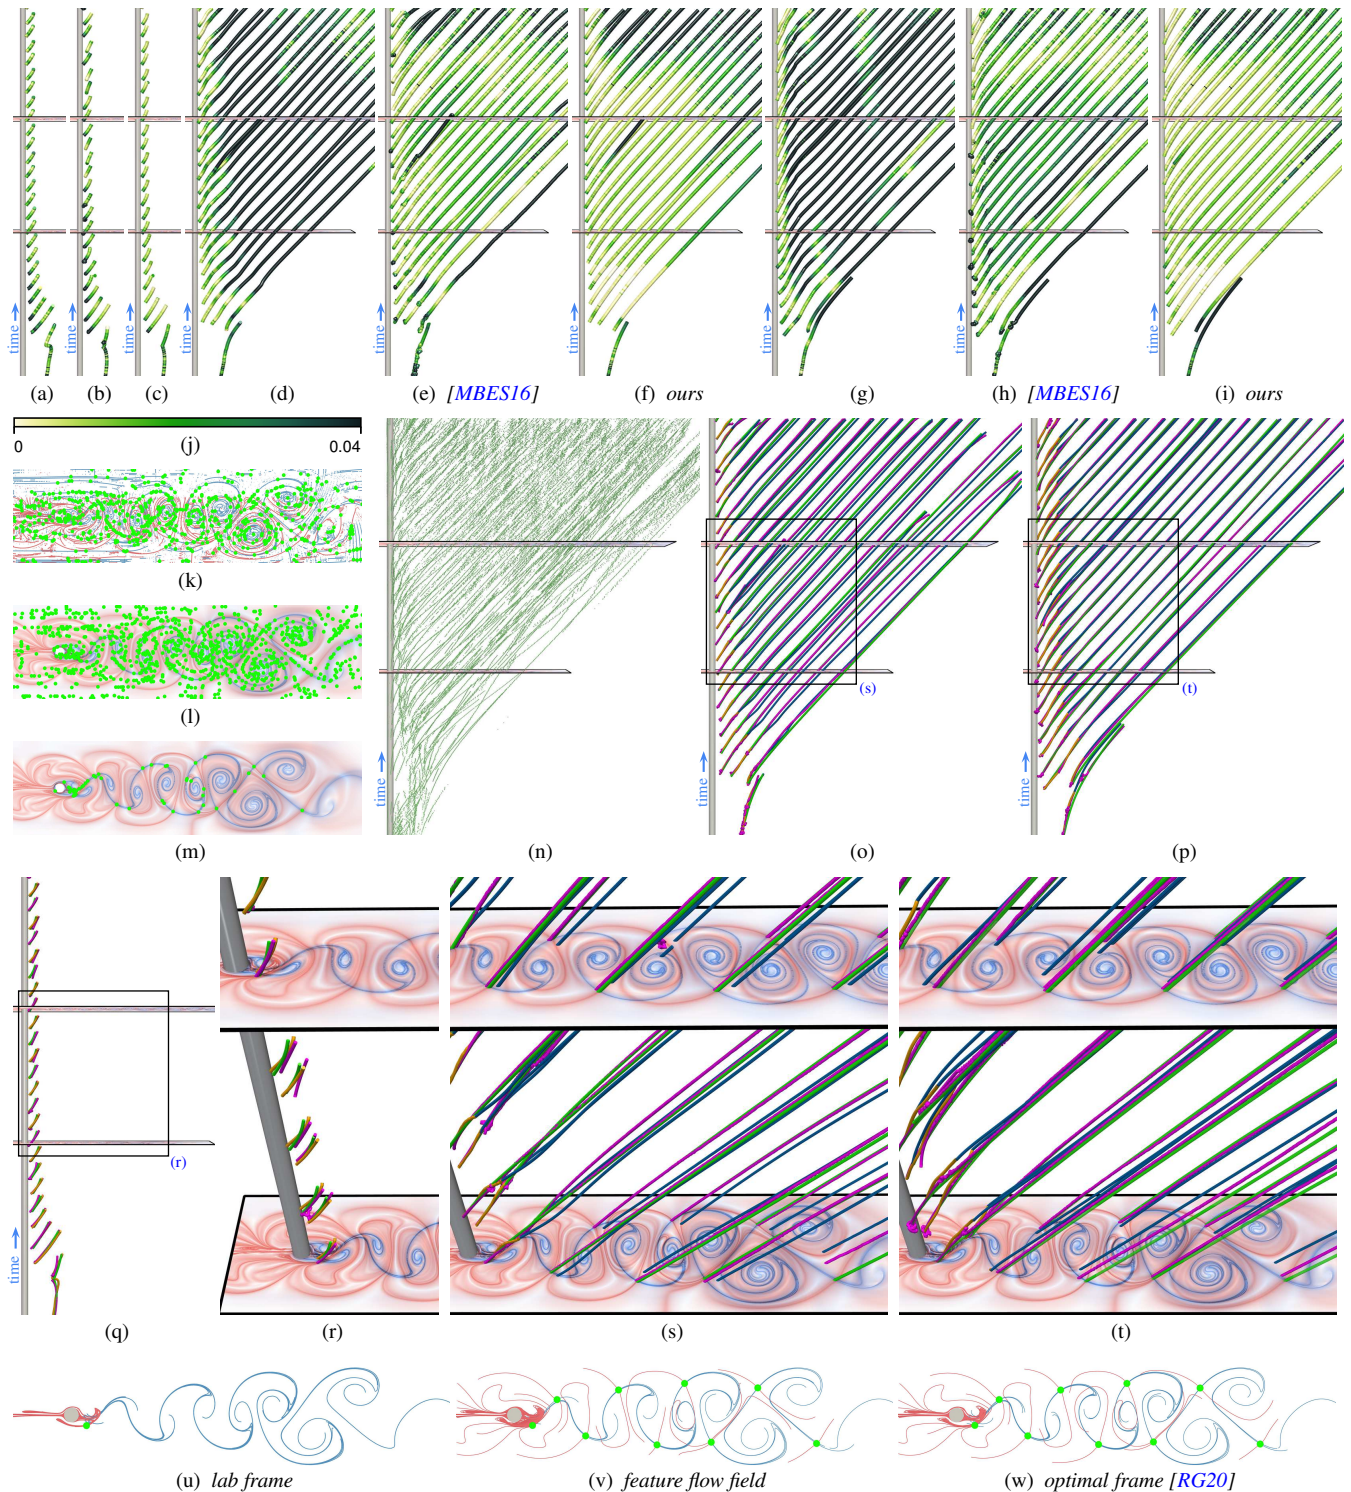 time
time
time
time
time
time
time
time
time
(a)
(b)
(c)
(d)
(e) [MBES16]
(f) ours
(g)
(h) [MBES16]
(i) ours
0
(j)
0.04
(k)
(l)
(m)
time
(n)
(s)
time
(o)
(t)
time
(p)
(r)
time
(q)
(r)
(s)
(t)
(u) lab frame
(v) feature flow field
(w) optimal frame [RG20]